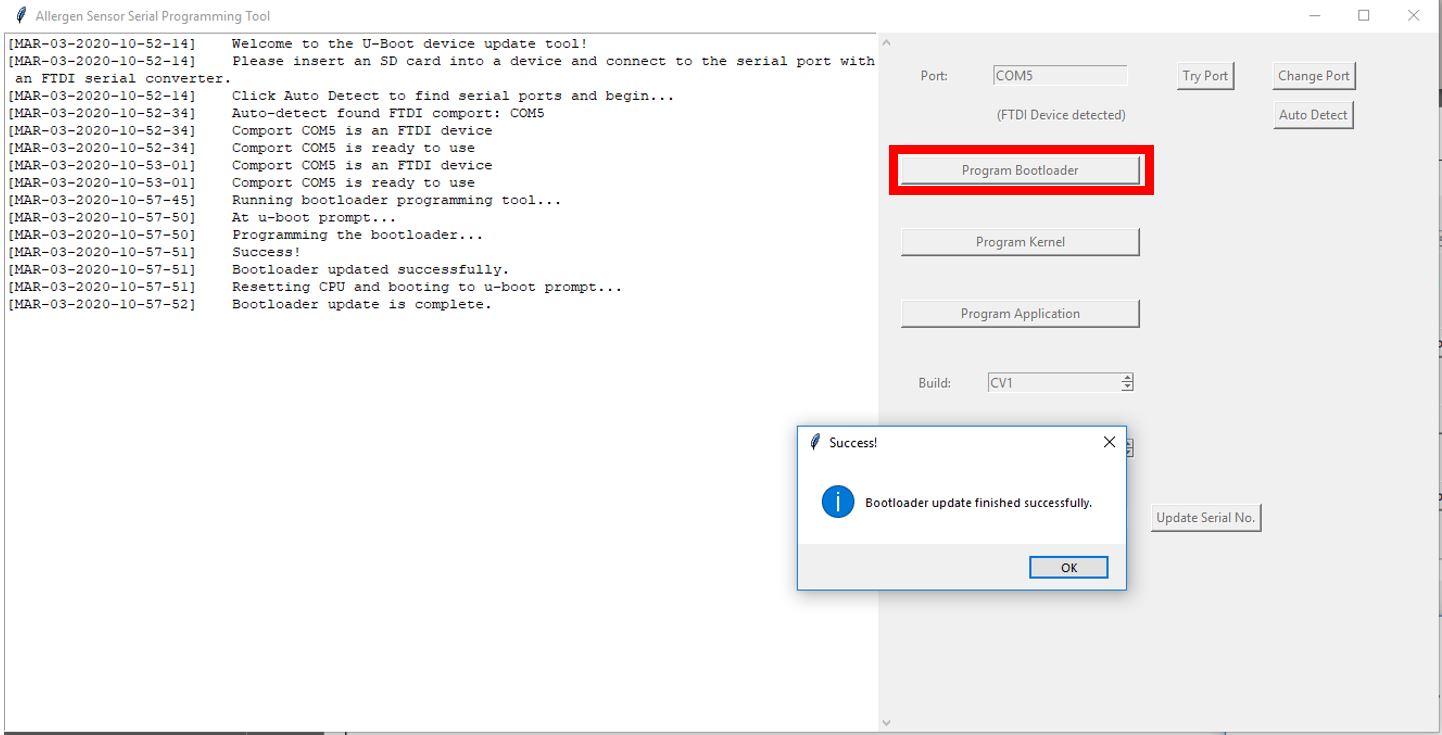 Allergen Sensor Serial Programming Tool
[MAR-03-2020-10-52-14]    Welcome to the U-Boot device update tool!
[MAR-03-2020-10-52-14]    Please insert an SD card into a device and connect to the serial port with
an FTDI serial converter.
[MAR-03-2020-10-52-14]    Click Auto Detect to find serial ports and begin...
[MAR-03-2020-10-52-34]    Auto-detect found FTDI comport: COM5
[MAR-03-2020-10-52-34]    Comport COM5 is an FTDI device
[MAR-03-2020-10-52-34]    Comport COM5 is ready to use
[MAR-03-2020-10-53-01]    Comport COM5 is an FTDI device
[MAR-03-2020-10-53-01]    Comport COM5 is ready to use
[MAR-03-2020-10-57-45]    Running bootloader programming tool...
[MAR-03-2020-10-57-50]    At u-boot prompt...
[MAR-03-2020-10-57-50]    Programming the bootloader...
[MAR-03-2020-10-57-51]    Success!
[MAR-03-2020-10-57-51]    Bootloader updated successfully.
[MAR-03-2020-10-57-51]    Resetting CPU and booting to u-boot prompt...
[MAR-03-2020-10-57-52]    Bootloader update is complete.
Port: COM5 Try Port Change Port
(FTDI Device detected) Auto Detect
Program Bootloader
Program Kernel
Program Application
Build: CV1
Success!
Bootloader update finished successfully.
OK
Update Serial No.